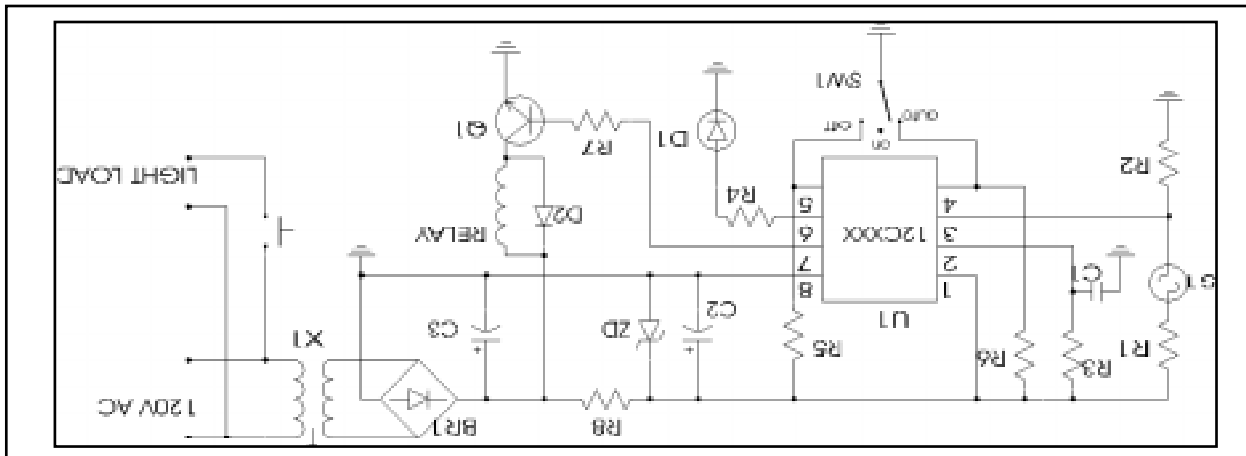 R8
BR1
120V AC
R1
R3
R6
R5
X1
U1
C2
ZD
C3
1
8
G1
C1
2
7
3
6
12CXXX
RELAY
4
5
R4
D2
LIGHT LOAD
R2
ON
R7
OFF
AUTO
D1
Q1
SW1